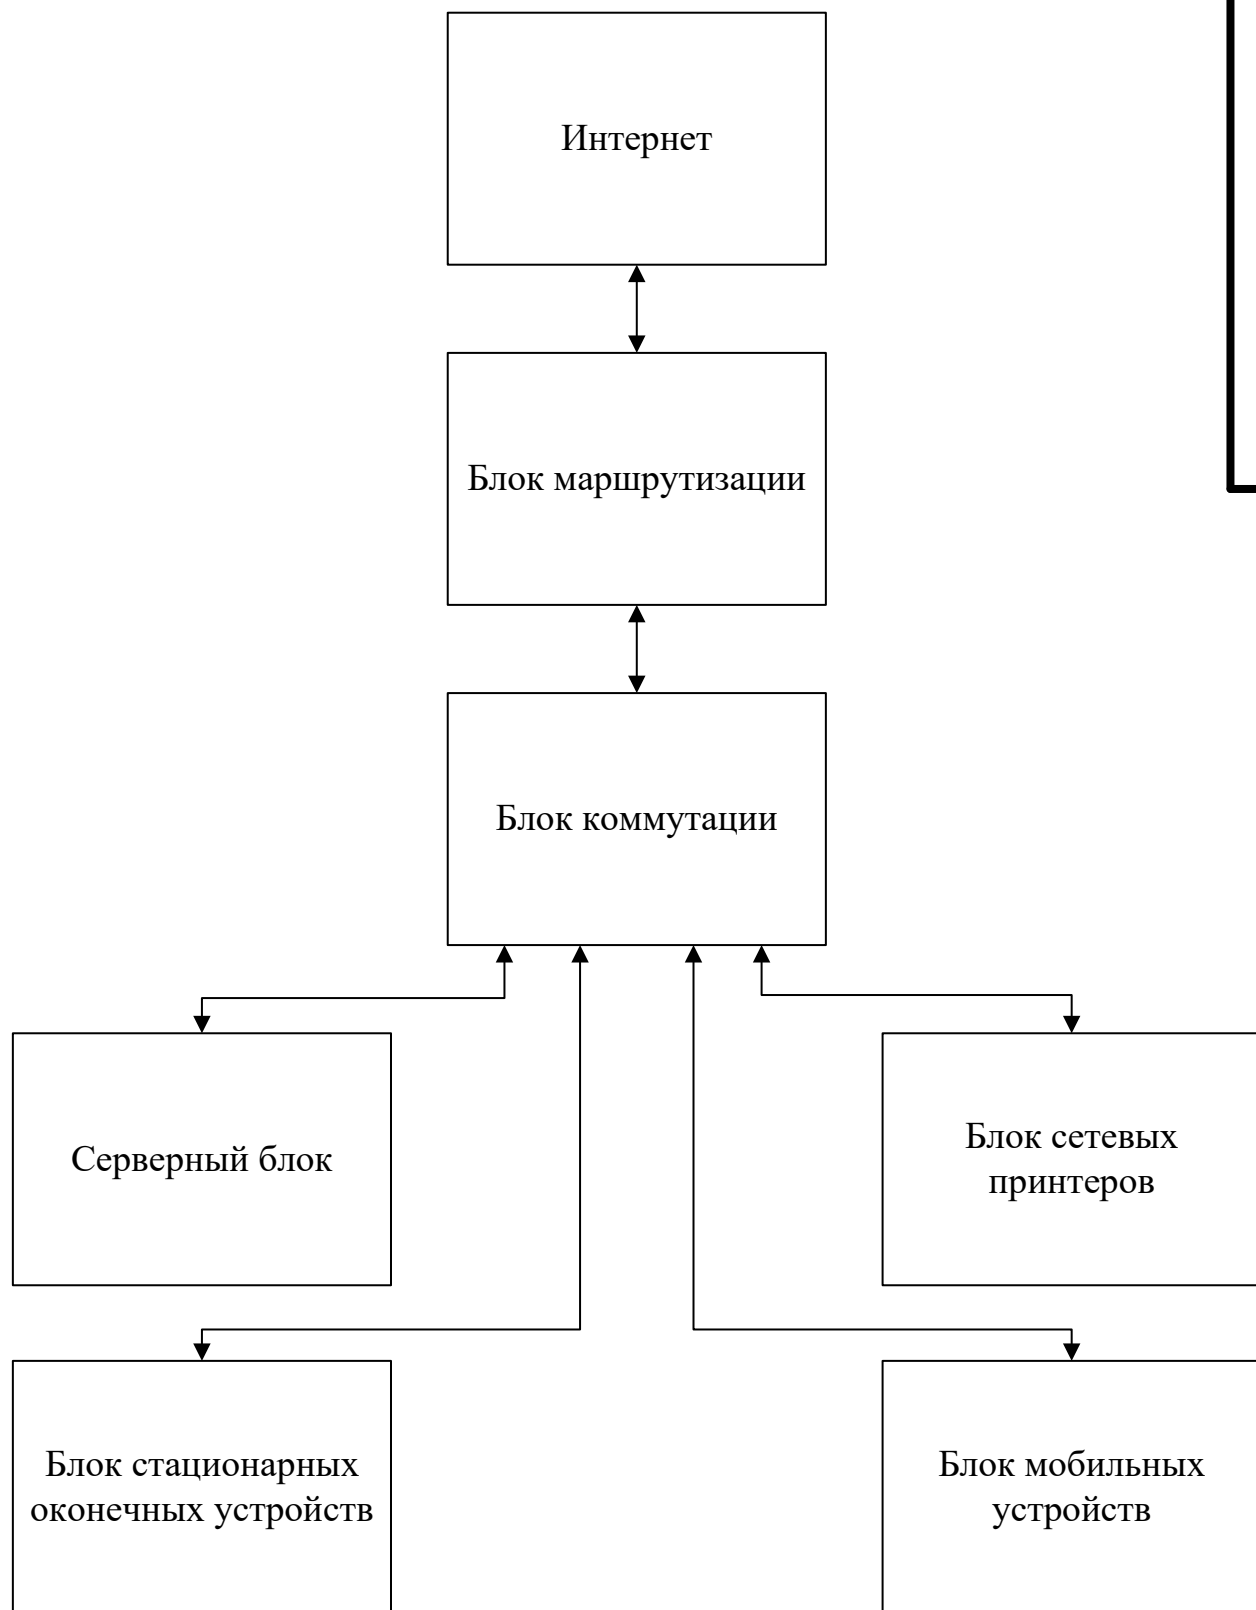 Интернет
Блок маршрутизации
Блок коммутации
Серверный блок
Блок сетевых
принтеров
Блок стационарных
оконечных устройств
Блок мобильных
устройств